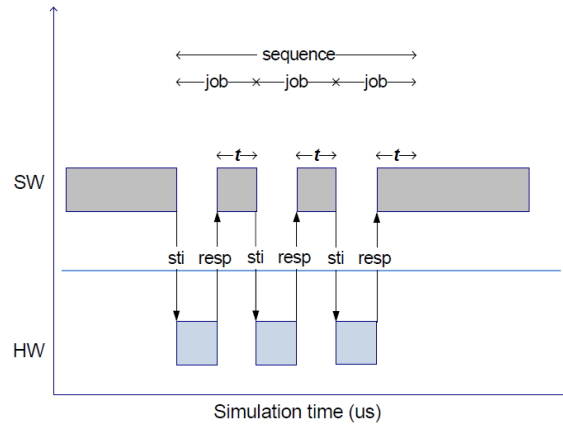 sequence
job job job
t t t
SW
sti resp sti resp sti resp
HW
Simulation time (us)